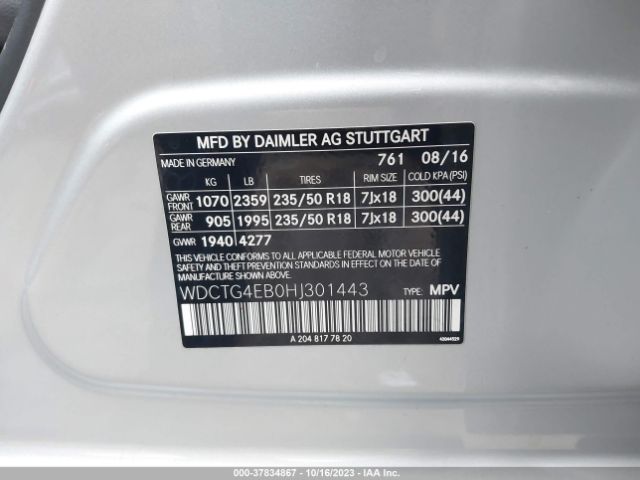 MFD BY DAIMLER AG STUTTGART
MADE IN GERMANY 761 08/16
KG LB TIRES RIM SIZE COLD KPA (PSI)
GAWR FRONT 1070 2359 235/50 R18 7Jx18 300(44)
GAWR REAR 905 1995 235/50 R18 7Jx18 300(44)
GVWR 1940 4277
THIS VEHICLE CONFORMS TO ALL APPLICABLE FEDERAL MOTOR VEHICLE
SAFETY BUMPER AND THEFT PREVENTION STANDARDS IN EFFECT ON THE DATE OF
MANUFACTURE SHOWN ABOVE.
WDCTG4EB0HJ301443 TYPE: MPV
A 204 817 78 20
000-37834867 - 10/16/2023 - IAAI.COM